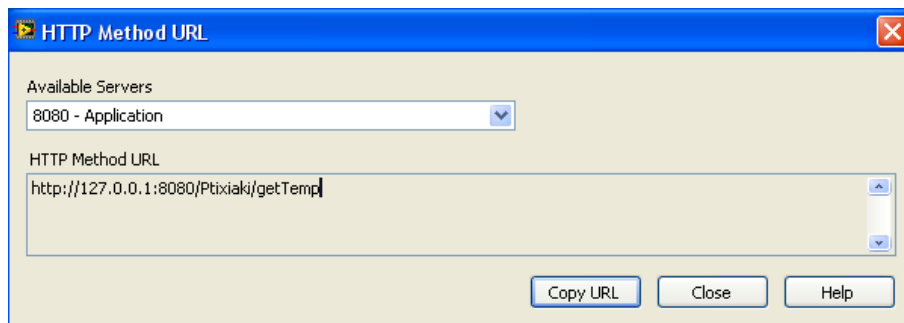 HTTP Method URL
Available Servers
8080 - Application
HTTP Method URL
http://127.0.0.1:8080/Ptixiaki/getTemp
Copy URL Close Help